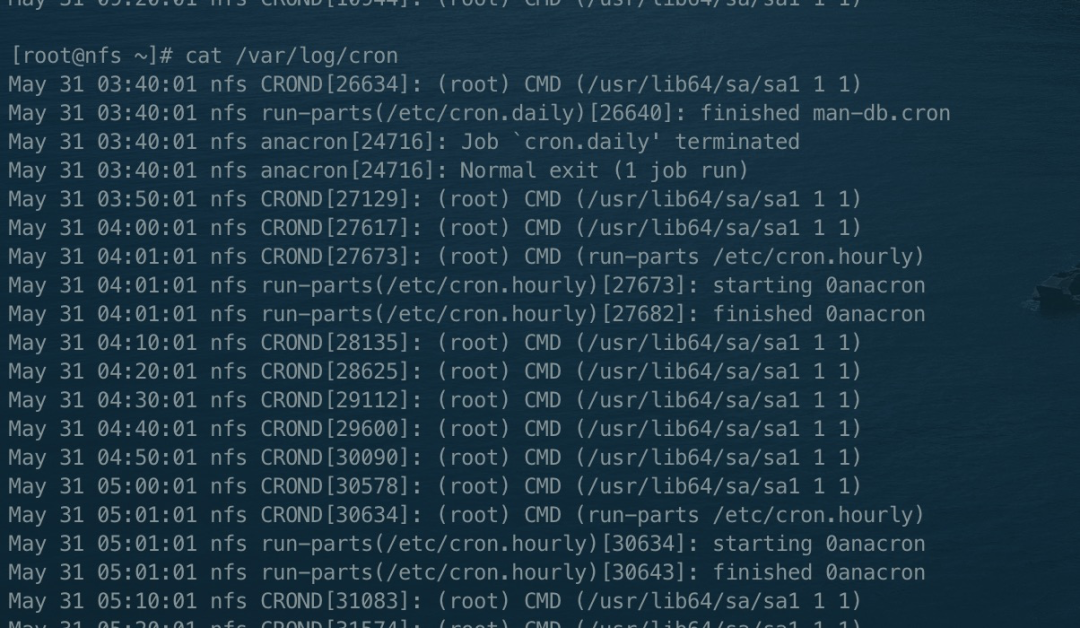 May 31 09:20:01 nfs CROND[10944]: (root) CMD (/usr/lib64/sa/sa1 1 1)
[root@nfs ~]# cat /var/log/cron
May 31 03:40:01 nfs CROND[26634]: (root) CMD (/usr/lib64/sa/sa1 1 1)
May 31 03:40:01 nfs run-parts(/etc/cron.daily)[26640]: finished man-db.cron
May 31 03:40:01 nfs anacron[24716]: Job `cron.daily' terminated
May 31 03:40:01 nfs anacron[24716]: Normal exit (1 job run)
May 31 03:50:01 nfs CROND[27129]: (root) CMD (/usr/lib64/sa/sa1 1 1)
May 31 04:00:01 nfs CROND[27617]: (root) CMD (/usr/lib64/sa/sa1 1 1)
May 31 04:01:01 nfs CROND[27673]: (root) CMD (run-parts /etc/cron.hourly)
May 31 04:01:01 nfs run-parts(/etc/cron.hourly)[27673]: starting 0anacron
May 31 04:01:01 nfs run-parts(/etc/cron.hourly)[27682]: finished 0anacron
May 31 04:10:01 nfs CROND[28135]: (root) CMD (/usr/lib64/sa/sa1 1 1)
May 31 04:20:01 nfs CROND[28625]: (root) CMD (/usr/lib64/sa/sa1 1 1)
May 31 04:30:01 nfs CROND[29112]: (root) CMD (/usr/lib64/sa/sa1 1 1)
May 31 04:40:01 nfs CROND[29600]: (root) CMD (/usr/lib64/sa/sa1 1 1)
May 31 04:50:01 nfs CROND[30090]: (root) CMD (/usr/lib64/sa/sa1 1 1)
May 31 05:00:01 nfs CROND[30578]: (root) CMD (/usr/lib64/sa/sa1 1 1)
May 31 05:01:01 nfs CROND[30634]: (root) CMD (run-parts /etc/cron.hourly)
May 31 05:01:01 nfs run-parts(/etc/cron.hourly)[30634]: starting 0anacron
May 31 05:01:01 nfs run-parts(/etc/cron.hourly)[30643]: finished 0anacron
May 31 05:10:01 nfs CROND[31083]: (root) CMD (/usr/lib64/sa/sa1 1 1)
May 31 05:20:01 nfs CROND[31574]: (root) CMD (/usr/lib64/sa/sa1 1 1)